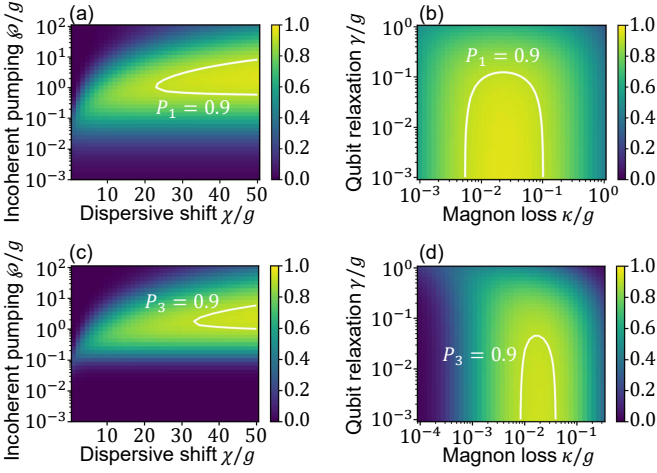 (a)
Incoherent pumping ℘/g
10²
10¹
10⁰
10⁻¹
10⁻²
10⁻³
P₁ = 0.9
10 20 30 40 50
Dispersive shift χ/g
1.0
0.8
0.6
0.4
0.2
0.0
(b)
Qubit relaxation γ/g
10⁰
10⁻¹
10⁻²
10⁻³
P₁ = 0.9
10⁻³ 10⁻² 10⁻¹ 10⁰
Magnon loss κ/g
1.0
0.8
0.6
0.4
0.2
0.0
(c)
Incoherent pumping ℘/g
10²
10¹
10⁰
10⁻¹
10⁻²
10⁻³
P₃ = 0.9
10 20 30 40 50
Dispersive shift χ/g
1.0
0.8
0.6
0.4
0.2
0.0
(d)
Qubit relaxation γ/g
10⁰
10⁻¹
10⁻²
10⁻³
P₃ = 0.9
10⁻⁴ 10⁻³ 10⁻² 10⁻¹
Magnon loss κ/g
1.0
0.8
0.6
0.4
0.2
0.0